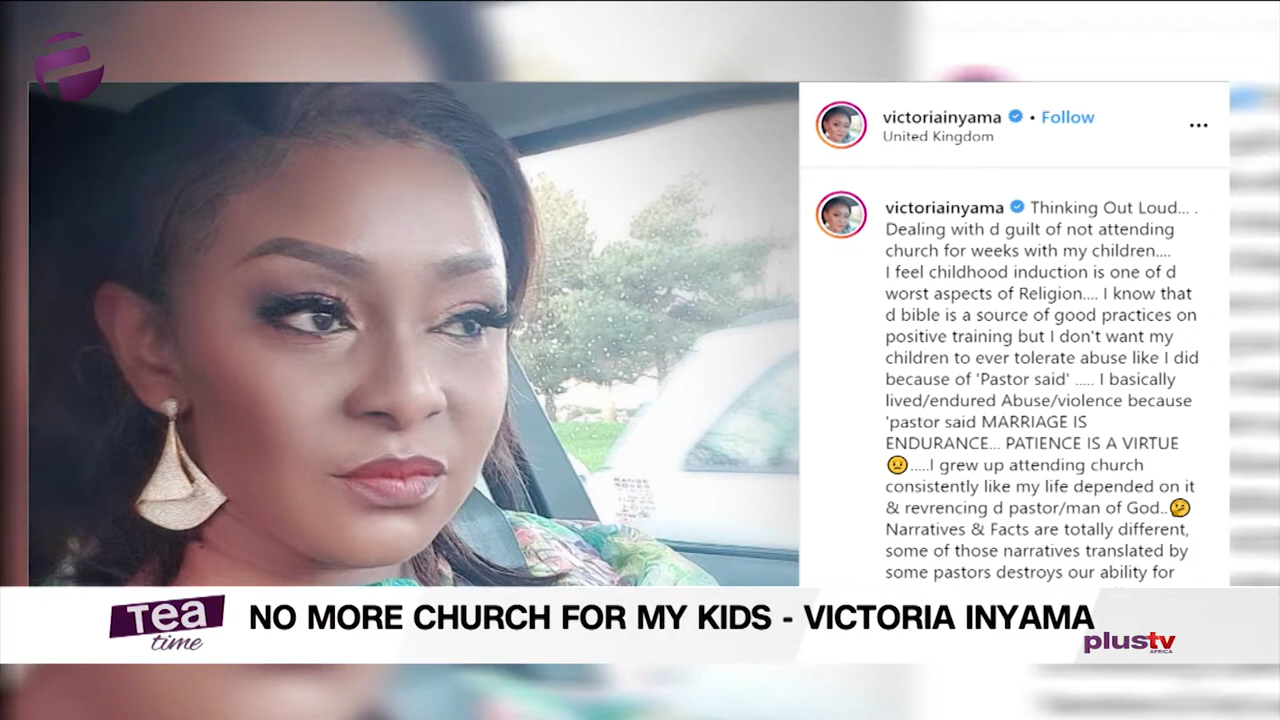 victoriainyama • Follow
United Kingdom
...
victoriainyama Thinking Out Loud... .
Dealing with d guilt of not attending
church for weeks with my children....
I feel childhood induction is one of d
worst aspects of Religion.... I know that
d bible is a source of good practices on
positive training but I don't want my
children to ever tolerate abuse like I did
because of 'Pastor said' ..... I basically
lived/endured Abuse/violence because
'pastor said MARRIAGE IS
ENDURANCE... PATIENCE IS A VIRTUE
😐.....I grew up attending church
consistently like my life depended on it
& revrencing d pastor/man of God..🤔
Narratives & Facts are totally different,
some of those narratives translated by
some pastors destroys our ability for
RANGE
ROVER
Tea
time
NO MORE CHURCH FOR MY KIDS - VICTORIA INYAMA
plustv
AFRICA